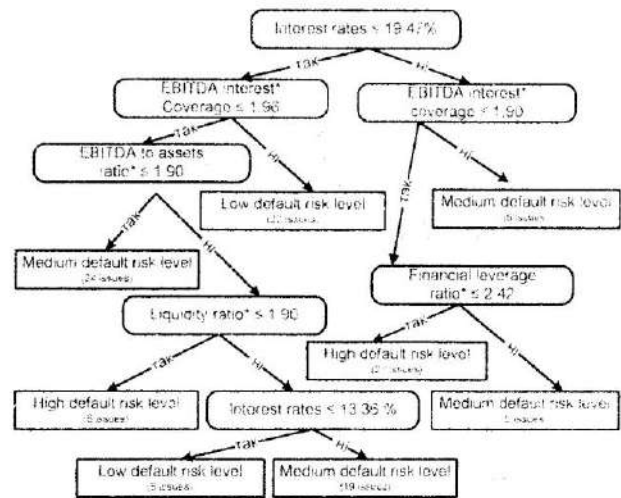 Interest rates ≤ 19.47%
так
ні
EBITDA interest*
Coverage ≤ 1.96
EBITDA interest*
coverage ≤ 1.90
так
ні
EBITDA to assets
ratio* ≤ 1.90
так
ні
Low default risk level
Medium default risk level
Medium default risk level
(24 issues)
ні
Financial leverage
ratio* ≤ 2.42
Liquidity ratio* ≤ 1.90
так
ні
High default risk level
так
ні
High default risk level
(6 issues)
Interest rates ≤ 13.36 %
Medium default risk level
так
ні
Low default risk level
(5 issues)
Medium default risk level
(19 issues)